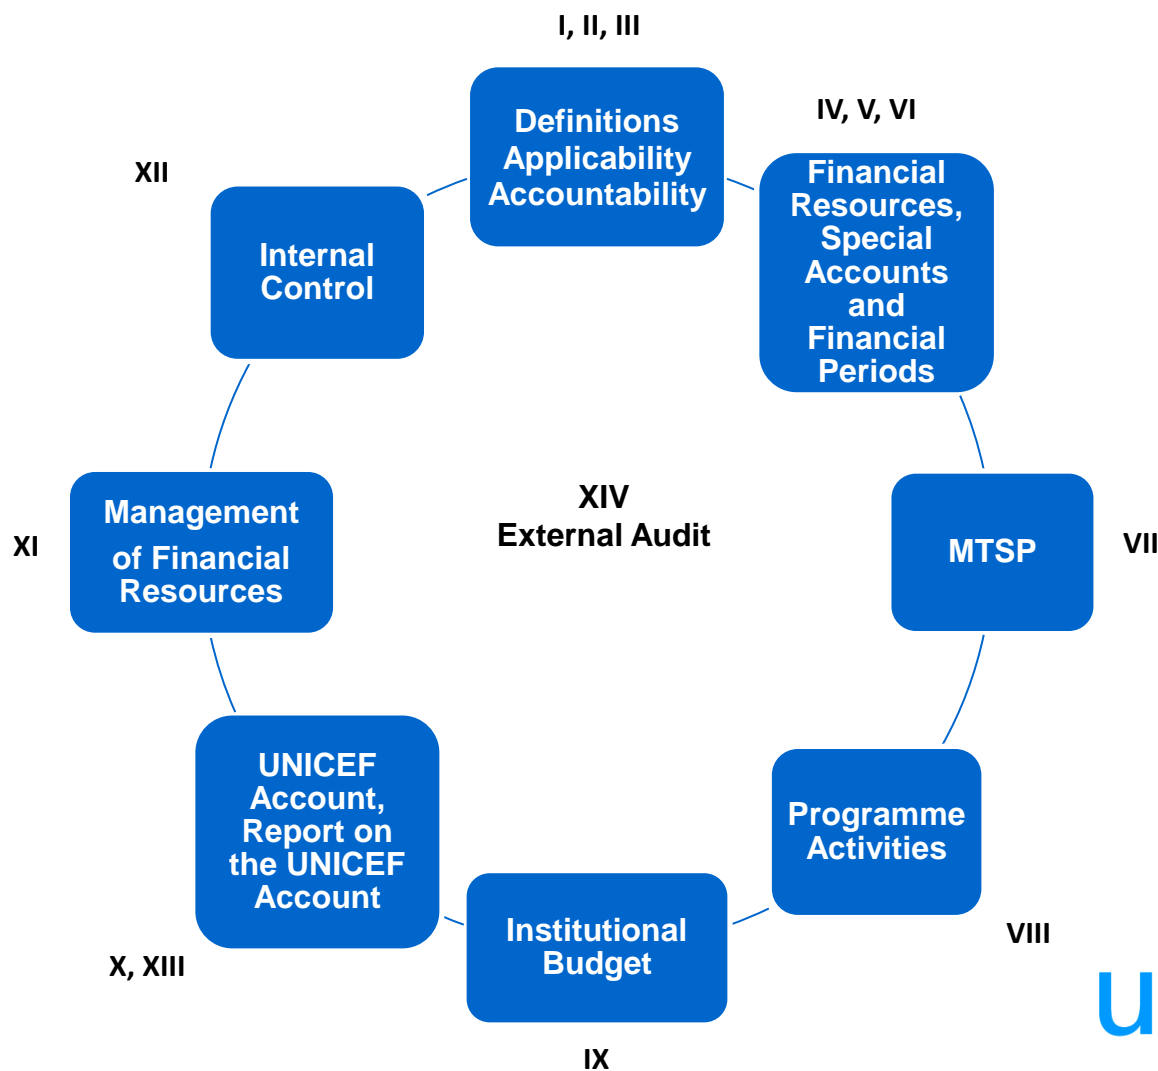 I, II, III
Definitions
Applicability
Accountability
IV, V, VI
Financial
Resources,
Special
Accounts
and
Financial
Periods
MTSP
VII
Programme
Activities
VIII
Institutional
Budget
IX
UNICEF
Account,
Report on
the UNICEF
Account
X, XIII
Management
of Financial
Resources
XI
Internal
Control
XII
XIV
External Audit
u